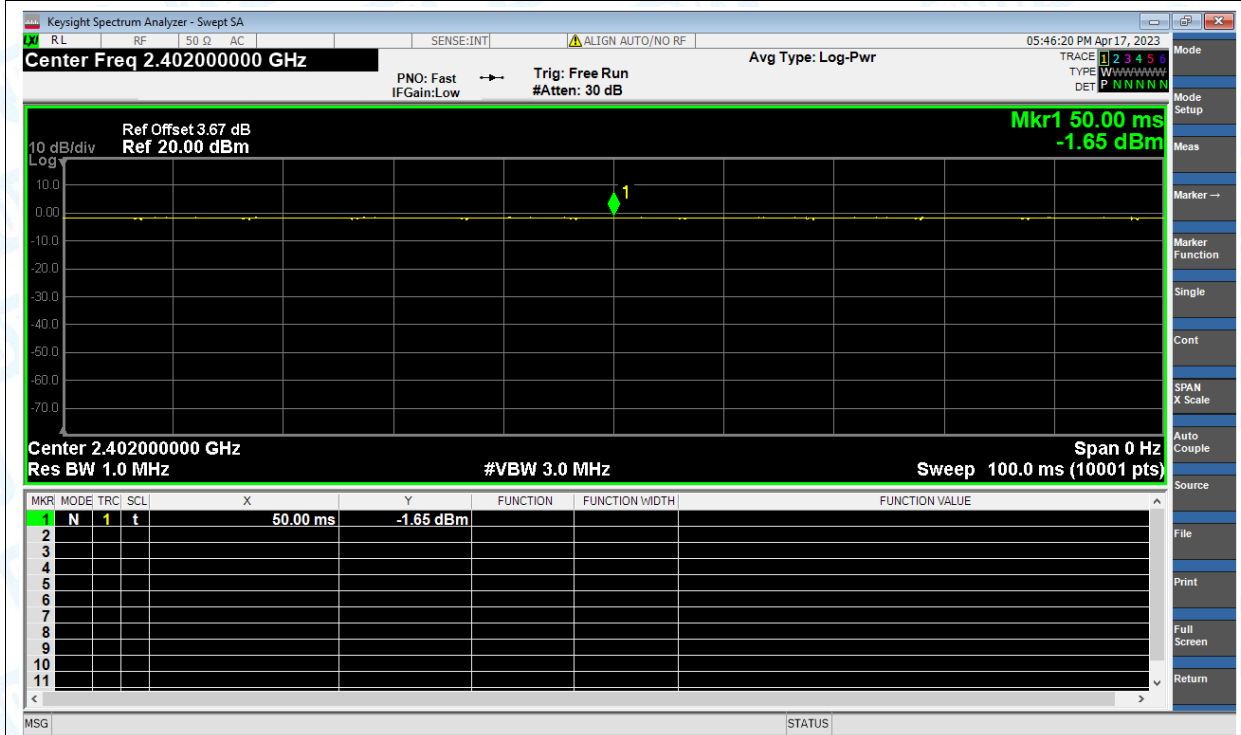 Keysight Spectrum Analyzer - Swept SA
LXI RL RF 50 Ω AC SENSE:INT ALIGN AUTO/NO RF 05:46:20 PM Apr 17, 2023
Center Freq 2.402000000 GHz
PNO: Fast
IFGain:Low
Trig: Free Run
#Atten: 30 dB
Avg Type: Log-Pwr
TRACE 1 2 3 4 5 6
TYPE WWWWWW
DET P N N N N N
Mkr1 50.00 ms
-1.65 dBm
Ref Offset 3.67 dB
10 dB/div Ref 20.00 dBm
Log
10.0
0.00
-10.0
-20.0
-30.0
-40.0
-50.0
-60.0
-70.0
1
Center 2.402000000 GHz Span 0 Hz
Res BW 1.0 MHz #VBW 3.0 MHz Sweep 100.0 ms (10001 pts)
MKR MODE TRC SCL X Y FUNCTION FUNCTION WIDTH FUNCTION VALUE
1 N 1 t 50.00 ms -1.65 dBm
2
3
4
5
6
7
8
9
10
11
MSG STATUS
Mode
Mode Setup
Meas
Marker →
Marker Function
Single
Cont
SPAN X Scale
Auto Couple
Source
File
Print
Full Screen
Return